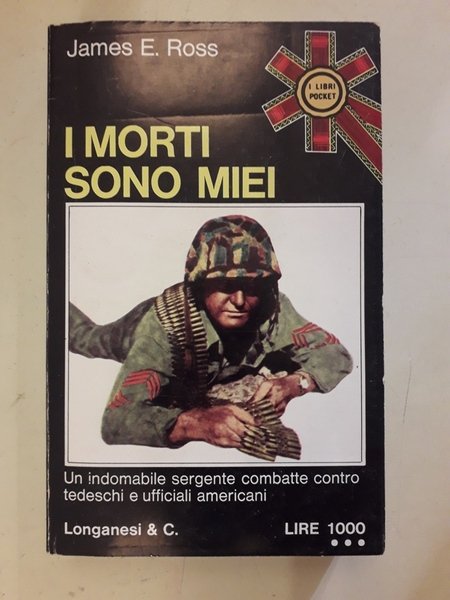 James E. Ross
I LIBRI
POCKET
I MORTI
SONO MIEI
Un indomabile sergente combatte contro
tedeschi e ufficiali americani
Longanesi & C.
LIRE 1000